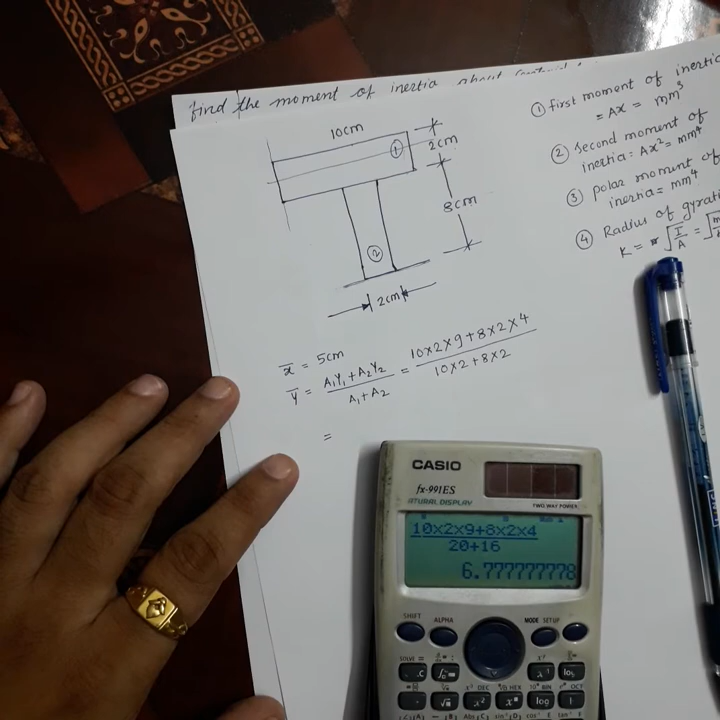 find the moment of inertia about
10cm
1
2cm
8cm
2
2cm
x̄ = 5cm
ȳ = A₁Y₁+A₂Y₂ / A₁+A₂ = 10×2×9+8×2×4 / 10×2+8×2
=
① first moment of inertia
= Ax = mm³
② second moment of
inertia = Ax² = mm⁴
③ polar moment of
inertia = mm⁴
④ Radius of gyration
K = √I/A =
CASIO
fx-991ES
NATURAL DISPLAY
TWO WAY POWER
10×2×9+8×2×4
20+16
6.777777778
SHIFT ALPHA MODE SETUP